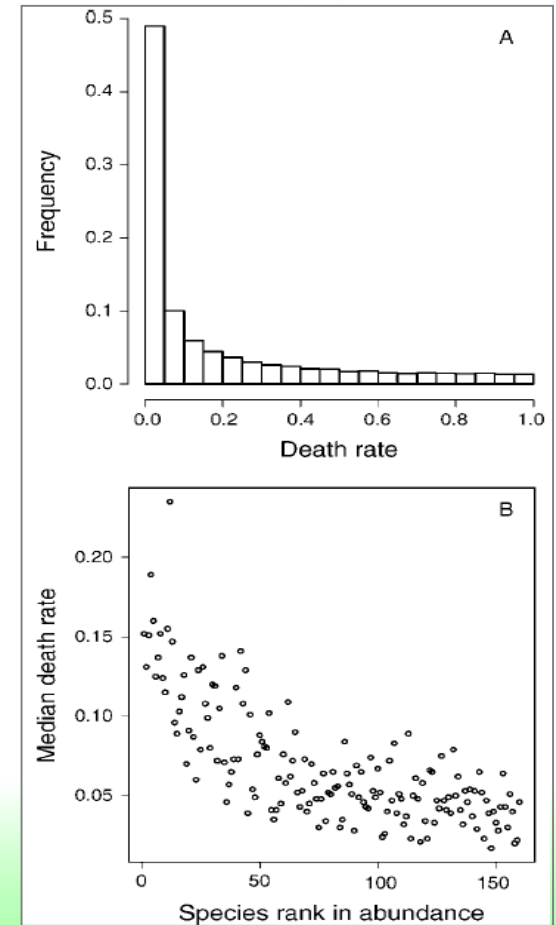 A
0.5
0.4
0.3
0.2
0.1
0.0
Frequency
0.0 0.2 0.4 0.6 0.8 1.0
Death rate
B
0.20
0.15
0.10
0.05
Median death rate
0 50 100 150
Species rank in abundance